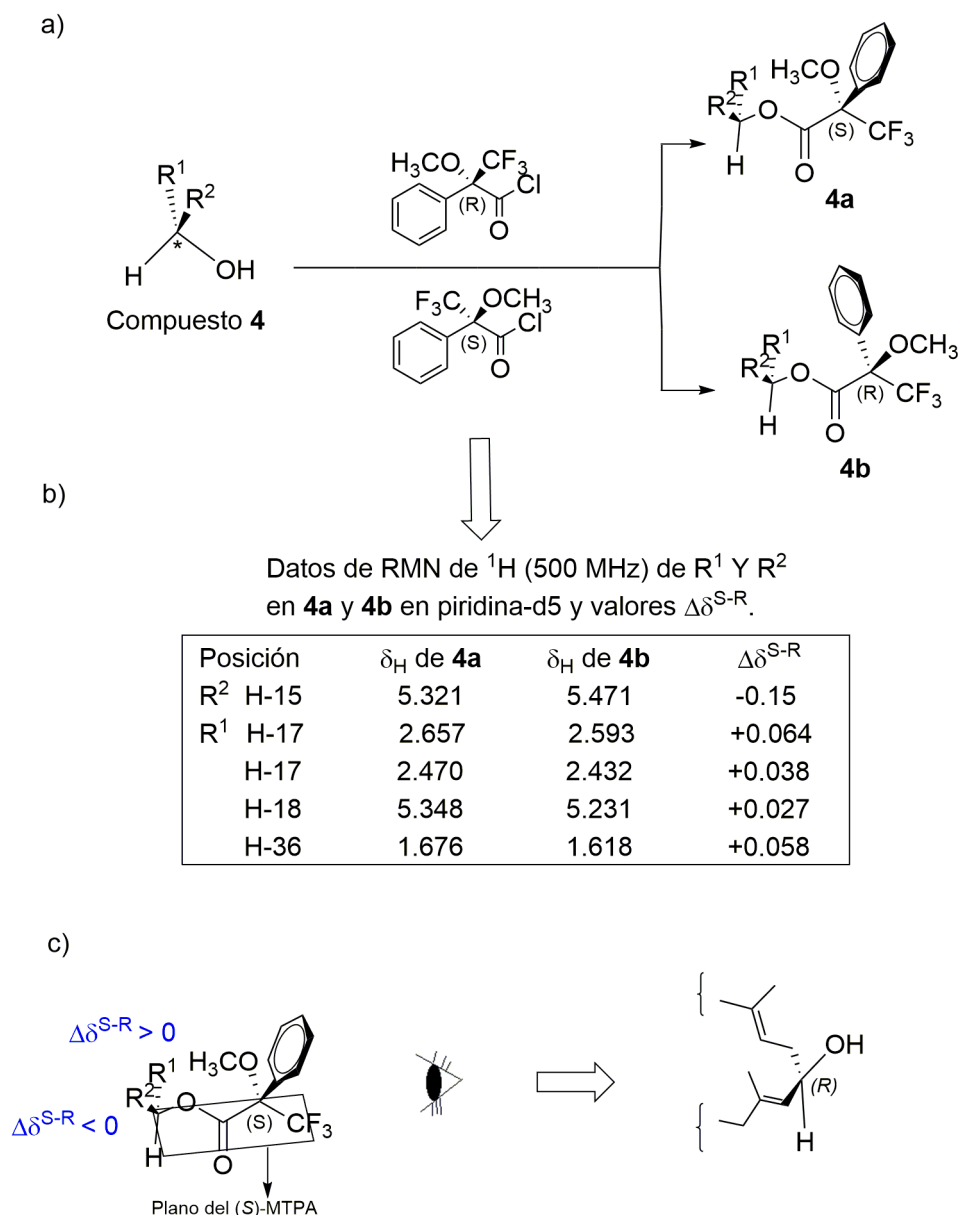 a)
H3CO
R1
R2
O
(S)
CF3
H
O
4a
R1
R2
*
H
OH
Compuesto 4
H3CO
CF3
Cl
(R)
O
F3C
OCH3
Cl
(S)
O
R1
R2
O
OCH3
(R)
CF3
H
O
4b
b)
Datos de RMN de 1H (500 MHz) de R1 Y R2
en 4a y 4b en piridina-d5 y valores ΔδS-R.
Posición δH de 4a δH de 4b ΔδS-R
R2 H-15 5.321 5.471 -0.15
R1 H-17 2.657 2.593 +0.064
H-17 2.470 2.432 +0.038
H-18 5.348 5.231 +0.027
H-36 1.676 1.618 +0.058
c)
ΔδS-R > 0
H3CO
R1
R2
O
ΔδS-R < 0
(S)
CF3
H
O
Plano del (S)-MTPA
OH
(R)
H